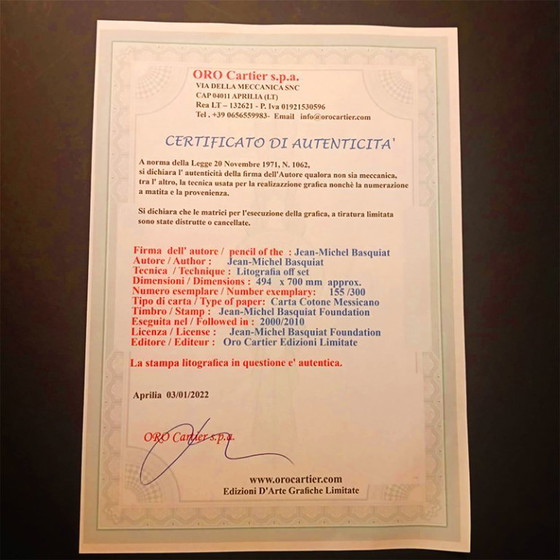 ORO Cartier s.p.a.
VIA DELLA MECCANICA SNC
CAP 04011 APRILIA (LT)
Rea LT – 132621 - P. Iva 01921530596
Tel . +39 0656559983- Email info@orocartier.com
CERTIFICATO DI AUTENTICITA'
A norma della Legge 20 Novembre 1971, N. 1062,
si dichiara l' autenticità della firma dell'Autore qualora non sia meccanica,
tra l' altro, la tecnica usata per la realizazzione grafica nonchè la numerazione
a matita e la provenienza.
Si dichiara che le matrici per l'esecuzione della grafica, a tiratura limitata
sono state distrutte o cancellate.
Firma dell' autore / pencil of the : Jean-Michel Basquiat
Autore / Author : Jean-Michel Basquiat
Tecnica / Technique : Litografia off set
Dimensioni / Dimensions : 494 x 700 mm approx.
Numero esemplare / Number exemplary: 155 /300
Tipo di carta / Type of paper: Carta Cotone Messicano
Timbro / Stamp : Jean-Michel Basquiat Foundation
Eseguita nel / Followed in : 2000/2010
Licenza / License : Jean-Michel Basquiat Foundation
Editore / Editeur : Oro Cartier Edizioni Limitate
La stampa litografica in questione e' autentica.
Aprilia 03/01/2022
ORO Cartier s.p.a.
www.orocartier.com
Edizioni D'Arte Grafiche Limitate